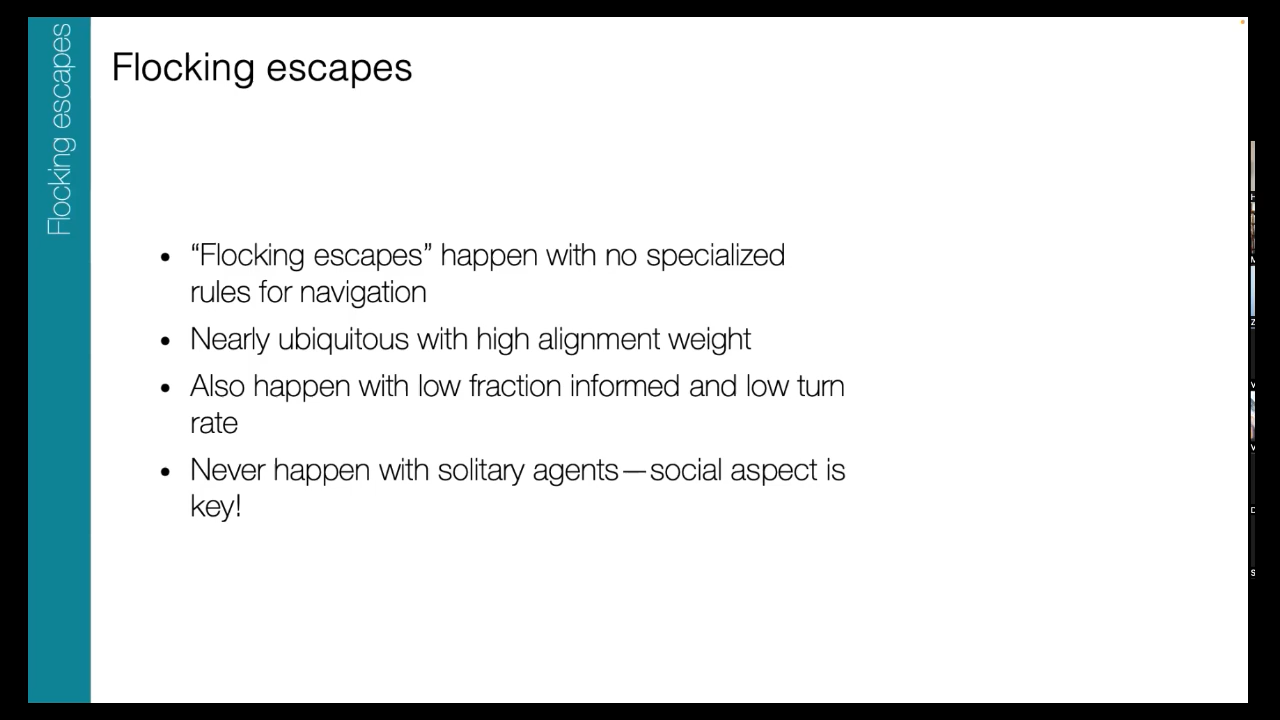 Flocking escapes
Flocking escapes
• “Flocking escapes” happen with no specialized
rules for navigation
• Nearly ubiquitous with high alignment weight
• Also happen with low fraction informed and low turn
rate
• Never happen with solitary agents—social aspect is
key!